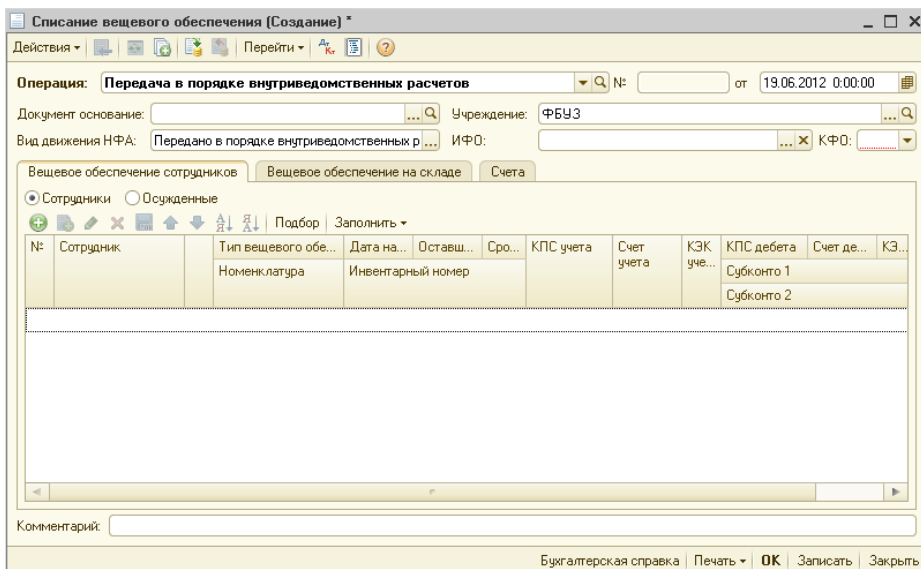 Списание вещевого обеспечения (Создание) *
Действия Перейти Дт Кт ?
Операция: Передача в порядке внутриведомственных расчетов № от 19.06.2012 0:00:00
Документ основание: ... Учреждение: ФБУЗ ...
Вид движения НФА: Передано в порядке внутриведомственных р ... ИФО: ... x КФО:
Вещевое обеспечение сотрудников Вещевое обеспечение на складе Счета
Сотрудники Осужденные
Подбор Заполнить
№ Сотрудник Тип вещевого обе... Дата на... Оставш... Сро... КПС учета Счет учета КЭК уче... КПС дебета Счет де... КЭ...
Номенклатура Инвентарный номер Субконто 1
Субконто 2
Комментарий:
Бухгалтерская справка Печать OK Записать Закрыть